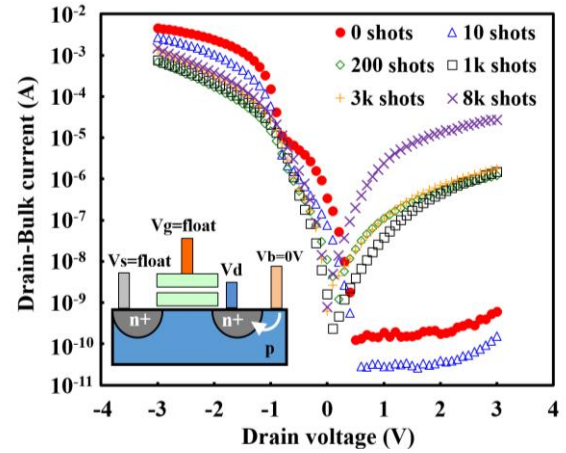 10⁻²
10⁻³
10⁻⁴
10⁻⁵
10⁻⁶
10⁻⁷
10⁻⁸
10⁻⁹
10⁻¹⁰
10⁻¹¹
Drain-Bulk current (A)
0 shots 10 shots
200 shots 1k shots
3k shots 8k shots
Vg=float
Vs=float Vd Vb=0V
n+ n+
p
-4 -3 -2 -1 0 1 2 3 4
Drain voltage (V)